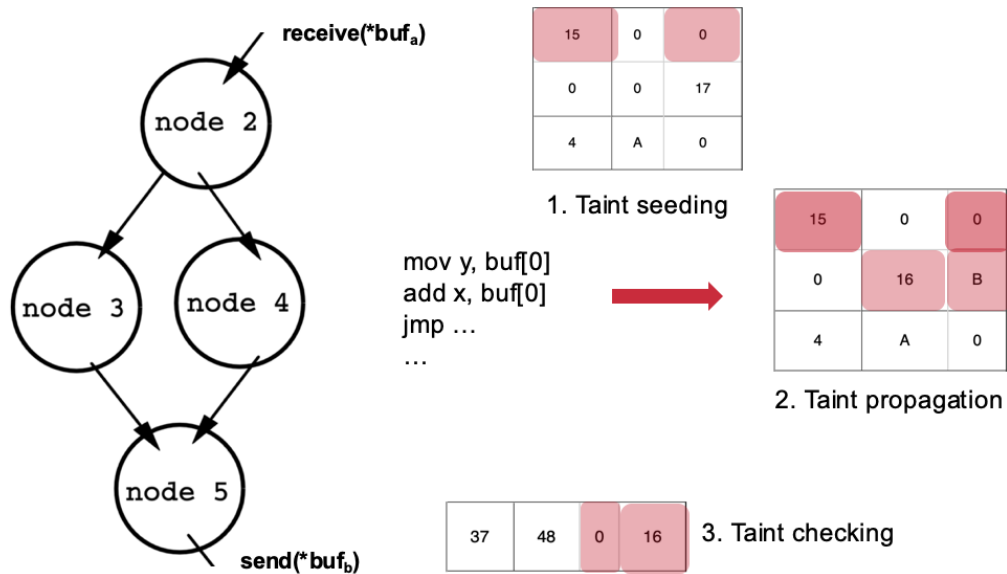 receive(*bufₐ)
node 2
node 3
node 4
node 5
send(*buf_b)
15 0 0
0 0 17
4 A 0
1. Taint seeding
mov y, buf[0]
add x, buf[0]
jmp …
…
15 0 0
0 16 B
4 A 0
2. Taint propagation
37 48 0 16
3. Taint checking